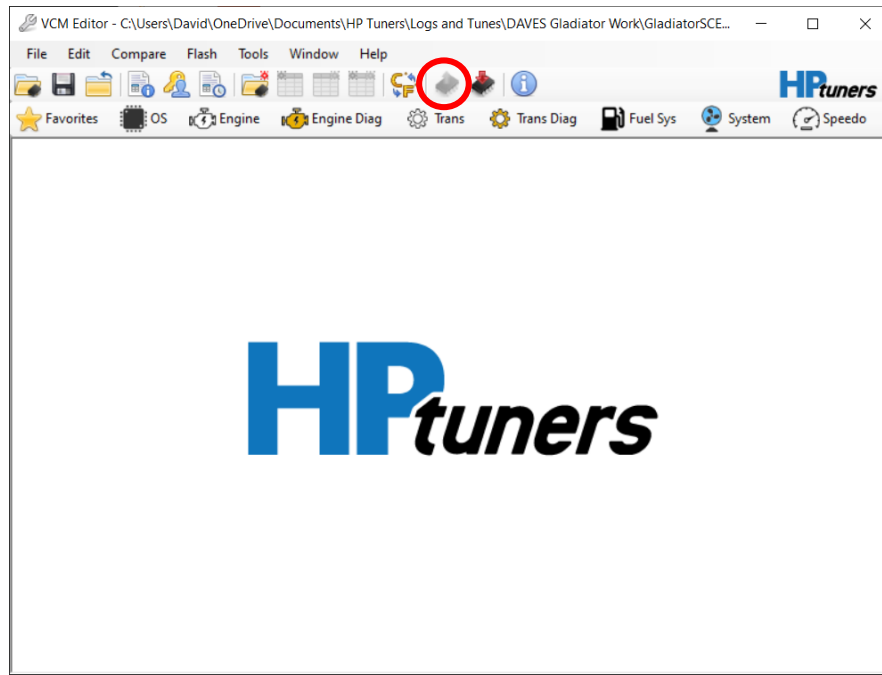 VCM Editor - C:\Users\David\OneDrive\Documents\HP Tuners\Logs and Tunes\DAVES Gladiator Work\GladiatorSCE...
File Edit Compare Flash Tools Window Help
HPtuners
Favorites OS Engine Engine Diag Trans Trans Diag Fuel Sys System Speedo
HPtuners